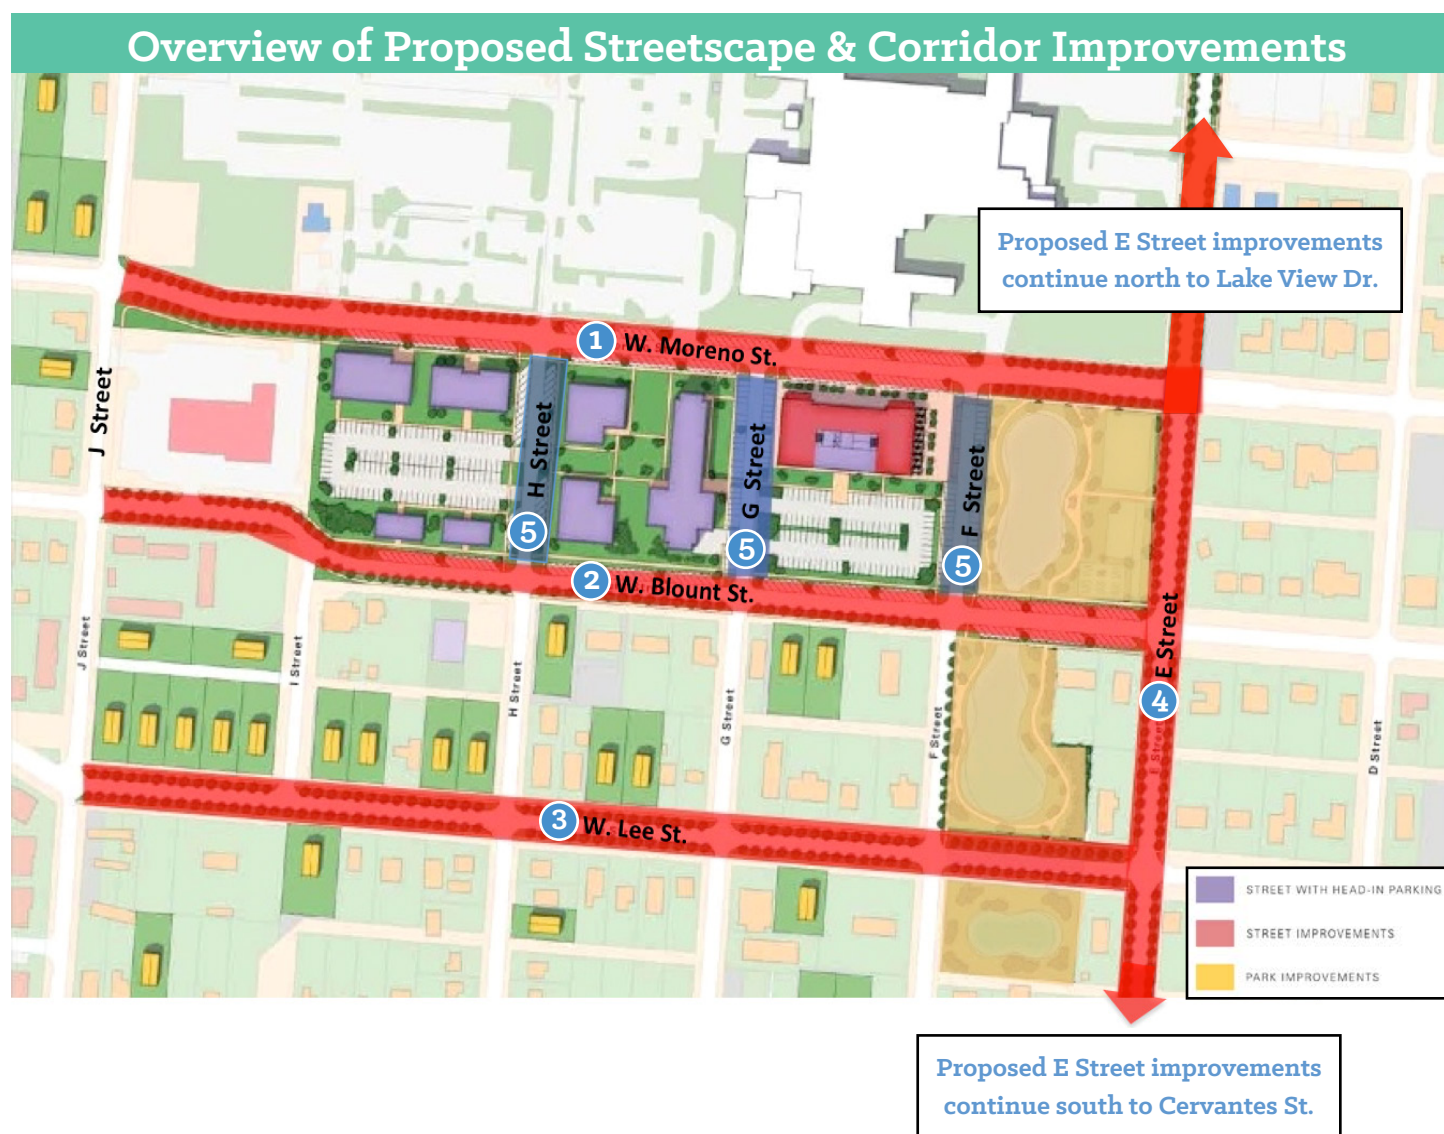 Overview of Proposed Streetscape & Corridor Improvements
Proposed E Street improvements
continue north to Lake View Dr.
1 W. Moreno St.
J Street
H Street
G Street
F Street
5
5
5
2 W. Blount St.
E Street
4
E Street
J Street
I Street
H Street
G Street
F Street
D Street
3 W. Lee St.
STREET WITH HEAD-IN PARKING
STREET IMPROVEMENTS
PARK IMPROVEMENTS
Proposed E Street improvements
continue south to Cervantes St.